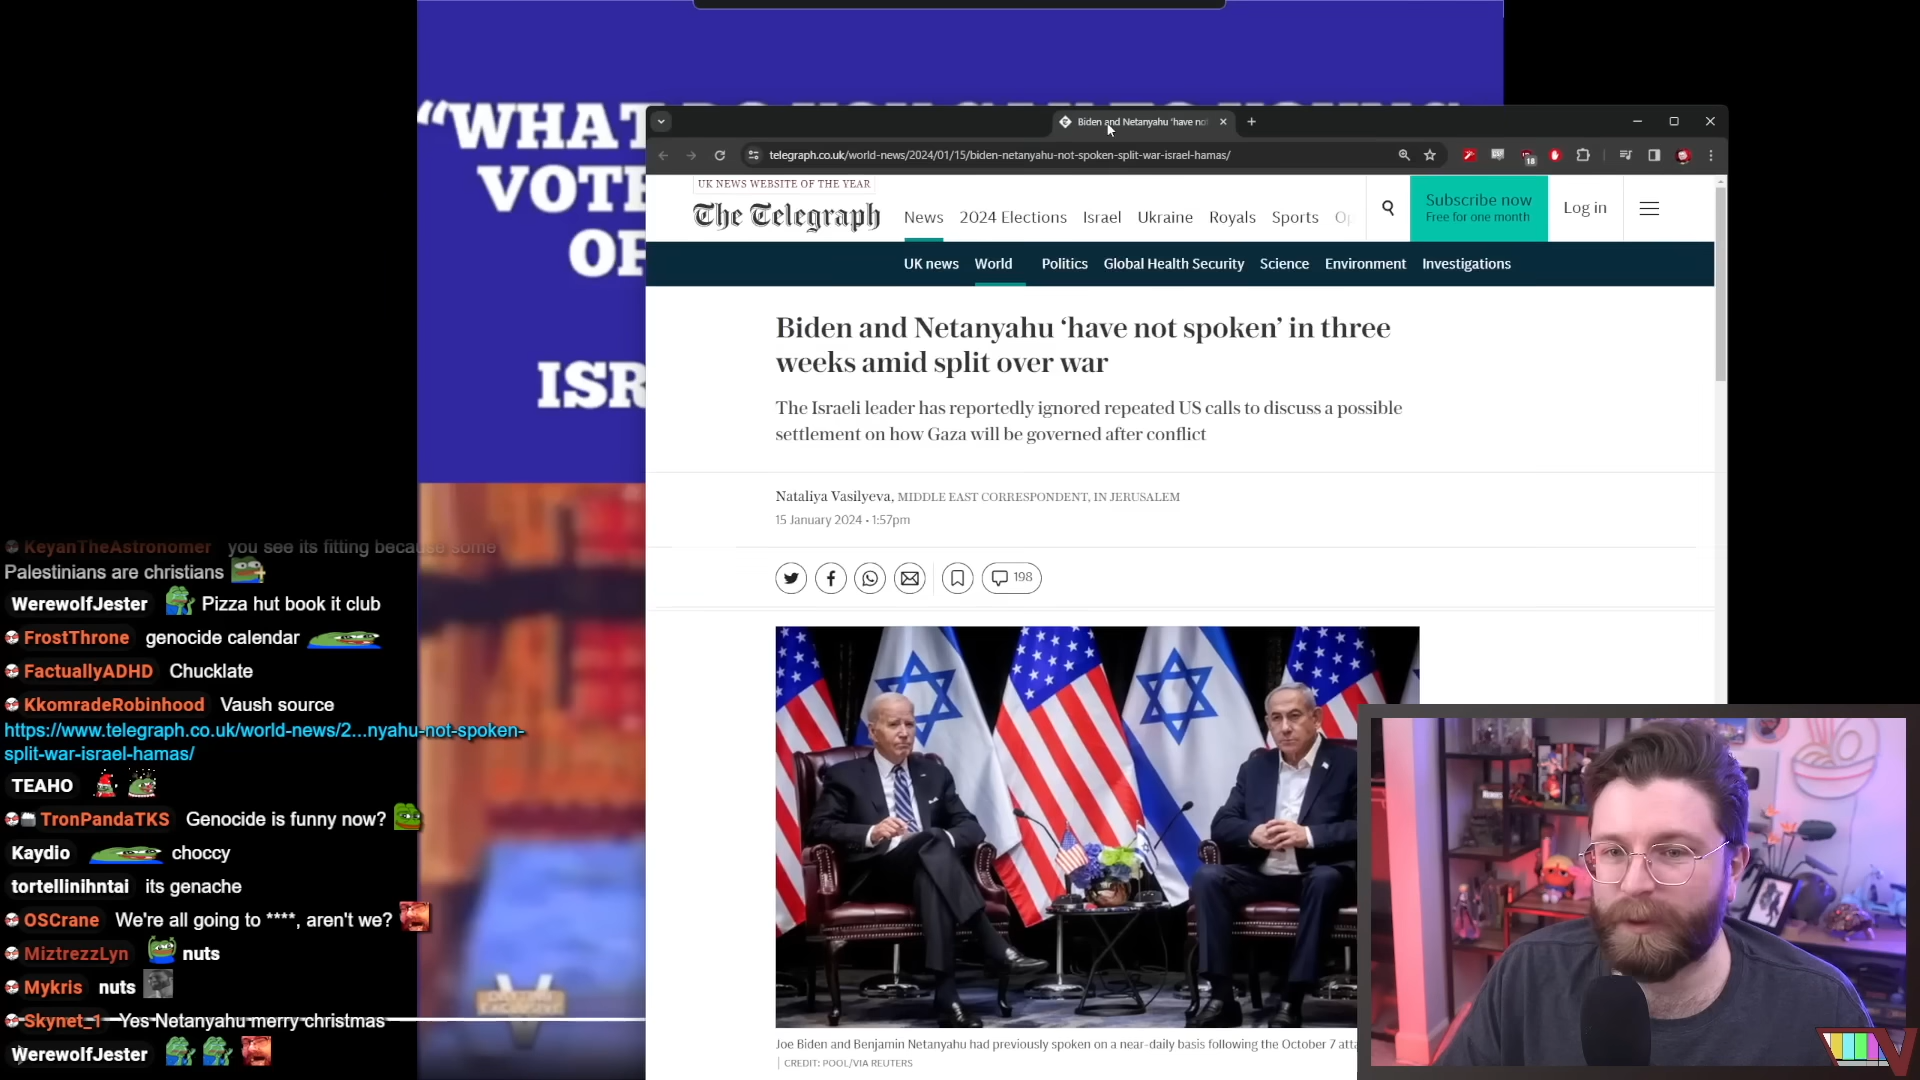 “WHAT
VOTE
OF
ISR
Biden and Netanyahu 'have no
telegraph.co.uk/world-news/2024/01/15/biden-netanyahu-not-spoken-split-war-israel-hamas/
18
UK NEWS WEBSITE OF THE YEAR
The Telegraph
News 2024 Elections Israel Ukraine Royals Sports Op
Subscribe now
Free for one month
Log in
UK news World Politics Global Health Security Science Environment Investigations
Biden and Netanyahu ‘have not spoken’ in three
weeks amid split over war
The Israeli leader has reportedly ignored repeated US calls to discuss a possible
settlement on how Gaza will be governed after conflict
Nataliya Vasilyeva, MIDDLE EAST CORRESPONDENT, IN JERUSALEM
15 January 2024 • 1:57pm
198
Joe Biden and Benjamin Netanyahu had previously spoken on a near-daily basis following the October 7 atta
CREDIT: POOL/VIA REUTERS
KeyanTheAstronomer you see its fitting because some
Palestinians are christians
WerewolfJester Pizza hut book it club
FrostThrone genocide calendar
FactuallyADHD Chucklate
KkomradeRobinhood Vaush source
https://www.telegraph.co.uk/world-news/2...nyahu-not-spoken-
split-war-israel-hamas/
TEAHO
TronPandaTKS Genocide is funny now?
Kaydio choccy
tortellinihntai its genache
OSCrane We're all going to ****, aren't we?
MiztrezzLyn nuts
Mykris nuts
Skynet_1 Yes Netanyahu merry christmas
WerewolfJester